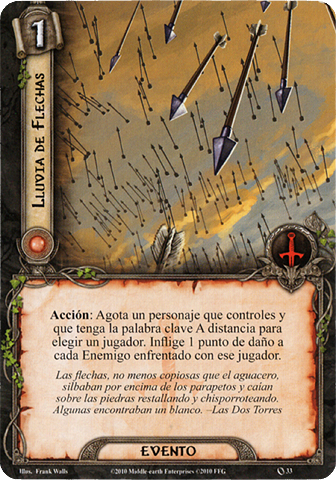 1
Lluvia de Flechas
Acción: Agota un personaje que controles y
que tenga la palabra clave A distancia para
elegir un jugador. Inflige 1 punto de daño a
cada Enemigo enfrentado con ese jugador.
Las flechas, no menos copiosas que el aguacero,
silbaban por encima de los parapetos y caían
sobre las piedras restallando y chisporroteando.
Algunas encontraban un blanco. –Las Dos Torres
EVENTO
Illus. Frank Walls
©2010 Middle-earth Enterprises ©2010 FFG
33